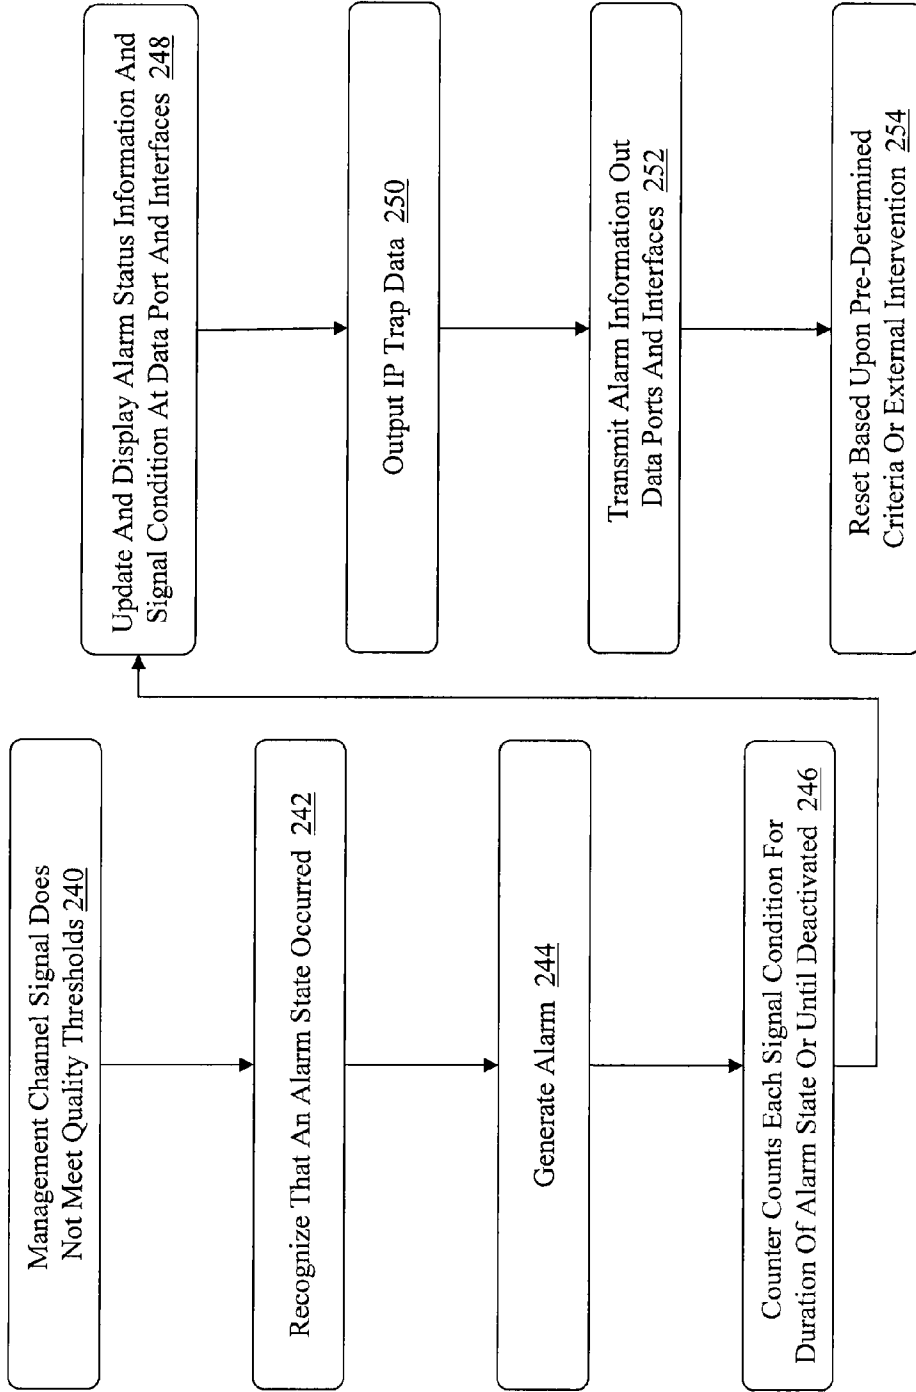 Management Channel Signal Does
Not Meet Quality Thresholds 240
Recognize That An Alarm State Occurred 242
Generate Alarm 244
Counter Counts Each Signal Condition For
Duration Of Alarm State Or Until Deactivated 246
Update And Display Alarm Status Information And
Signal Condition At Data Port And Interfaces 248
Output IP Trap Data 250
Transmit Alarm Information Out
Data Ports And Interfaces 252
Reset Based Upon Pre-Determined
Criteria Or External Intervention 254